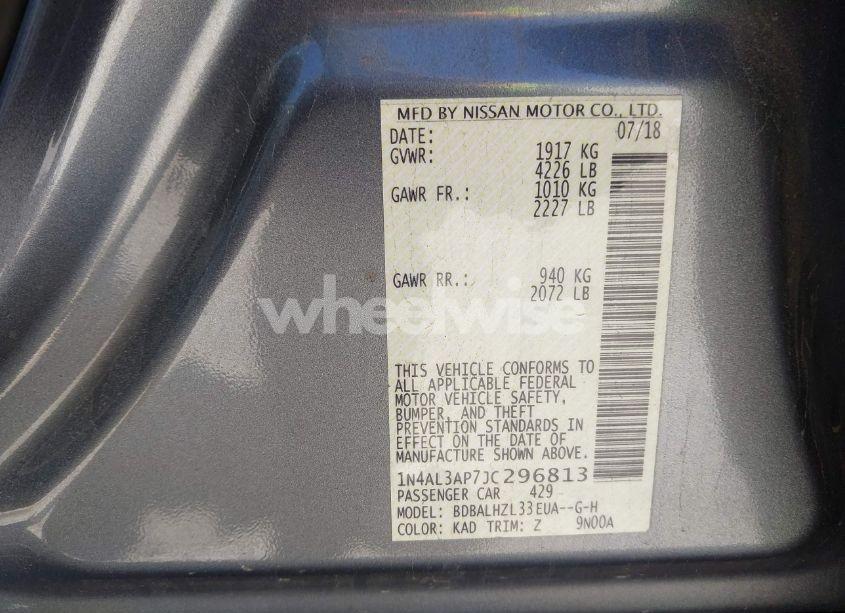 MFD BY NISSAN MOTOR CO., LTD.
DATE: 07/18
GVWR: 1917 KG
4226 LB
GAWR FR.: 1010 KG
2227 LB
GAWR RR.: 940 KG
2072 LB
wheelwise
THIS VEHICLE CONFORMS TO
ALL APPLICABLE FEDERAL
MOTOR VEHICLE SAFETY,
BUMPER, AND THEFT
PREVENTION STANDARDS IN
EFFECT ON THE DATE OF
MANUFACTURE SHOWN ABOVE.
1N4AL3AP7JC296813
PASSENGER CAR 429
MODEL: BDBALHZL33EUA--G-H
COLOR: KAD TRIM: Z 9N00A